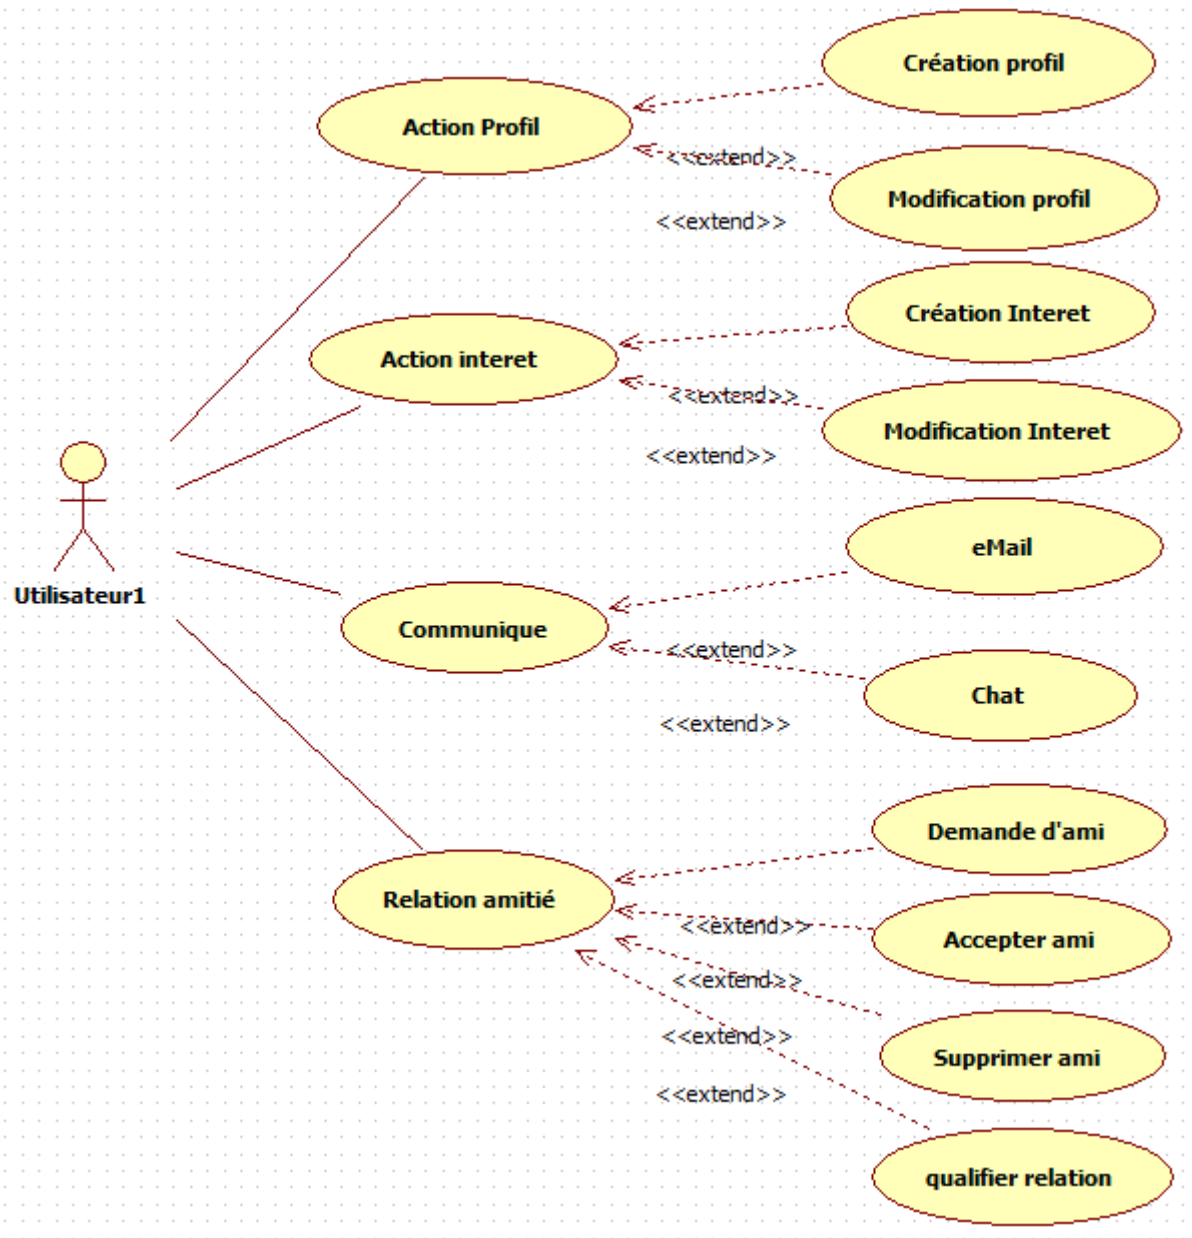 Création profil
Action Profil
<<extend>>
Modification profil
<<extend>>
Création Interet
Action interet
<<extend>>
Modification Interet
<<extend>>
eMail
Utilisateur1
Communique
<<extend>>
Chat
<<extend>>
Demande d'ami
Relation amitié
<<extend>>
Accepter ami
<<extend>>
<<extend>>
Supprimer ami
<<extend>>
qualifier relation